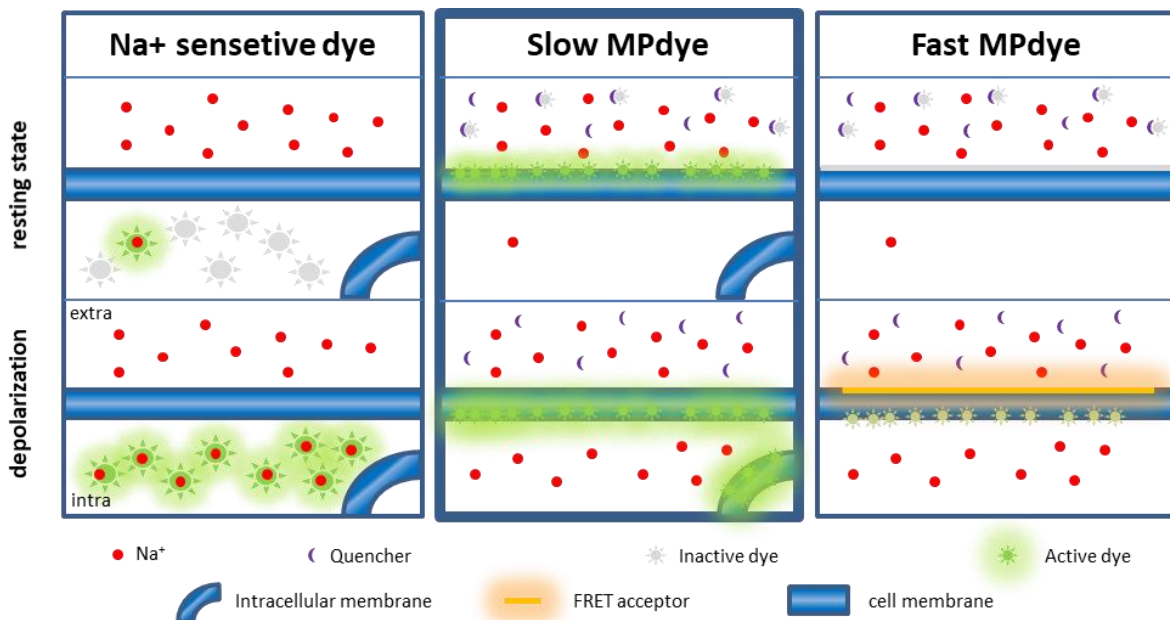 Na+ sensetive dye
Slow MPdye
Fast MPdye
resting state
extra
depolarization
intra
Na⁺
Quencher
Inactive dye
Active dye
Intracellular membrane
FRET acceptor
cell membrane